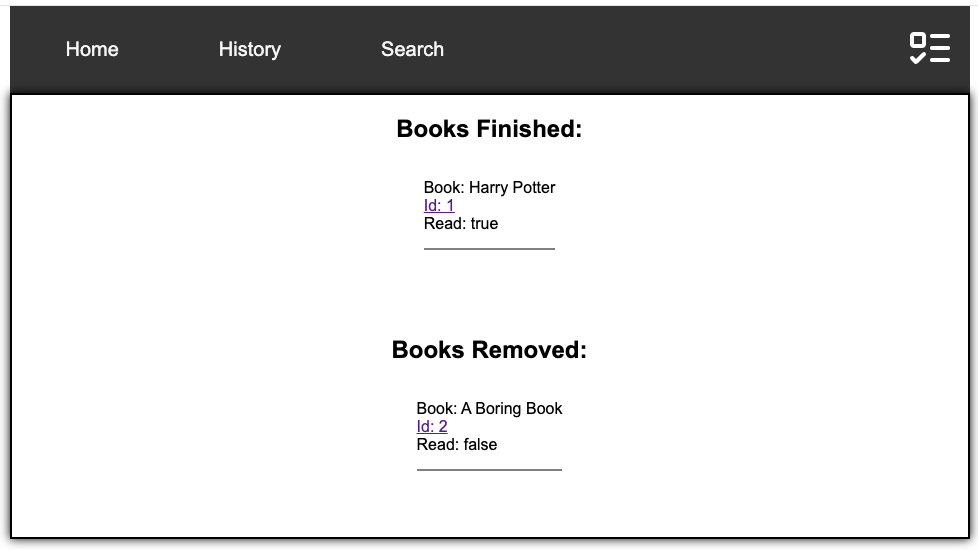 Home History Search
Books Finished:
Book: Harry Potter
Id: 1
Read: true
Books Removed:
Book: A Boring Book
Id: 2
Read: false